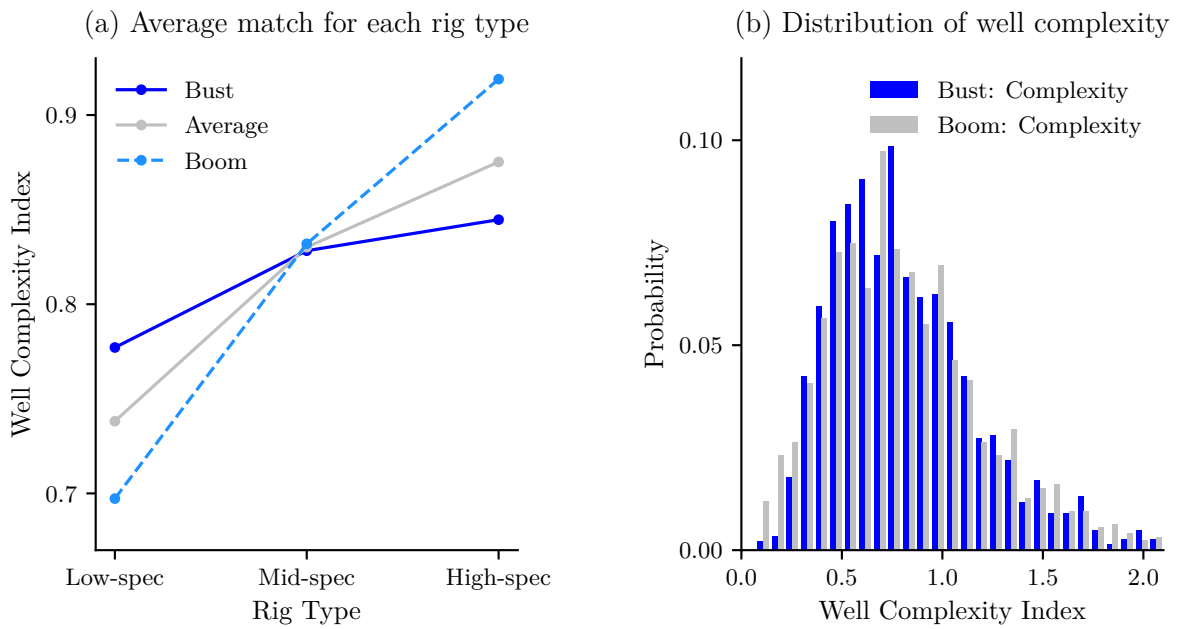 (a) Average match for each rig type
Bust
Average
Boom
0.9
0.8
0.7
Well Complexity Index
Low-spec
Mid-spec
High-spec
Rig Type
(b) Distribution of well complexity
Bust: Complexity
Boom: Complexity
0.10
0.05
0.00
Probability
0.0
0.5
1.0
1.5
2.0
Well Complexity Index